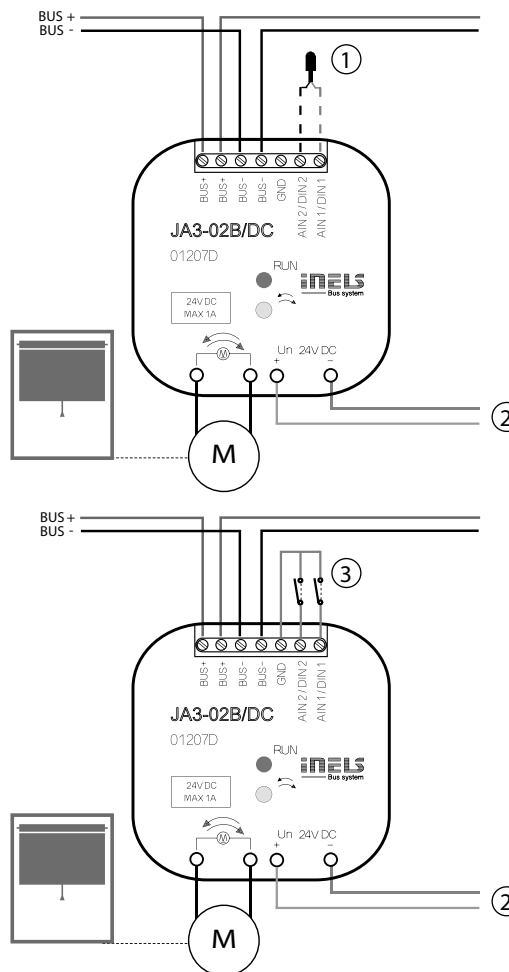 BUS +
BUS -
1
BUS+
BUS+
BUS-
BUS-
GND
AIN 2 / DIN 2
AIN 1 / DIN 1
JA3-02B/DC
01207D
RUN
iNELS
Bus system
24V DC
MAX 1A
M
Un 24V DC
+ -
2
M
BUS +
BUS -
3
BUS+
BUS+
BUS-
BUS-
GND
AIN 2 / DIN 2
AIN 1 / DIN 1
JA3-02B/DC
01207D
RUN
iNELS
Bus system
24V DC
MAX 1A
M
Un 24V DC
+ -
2
M